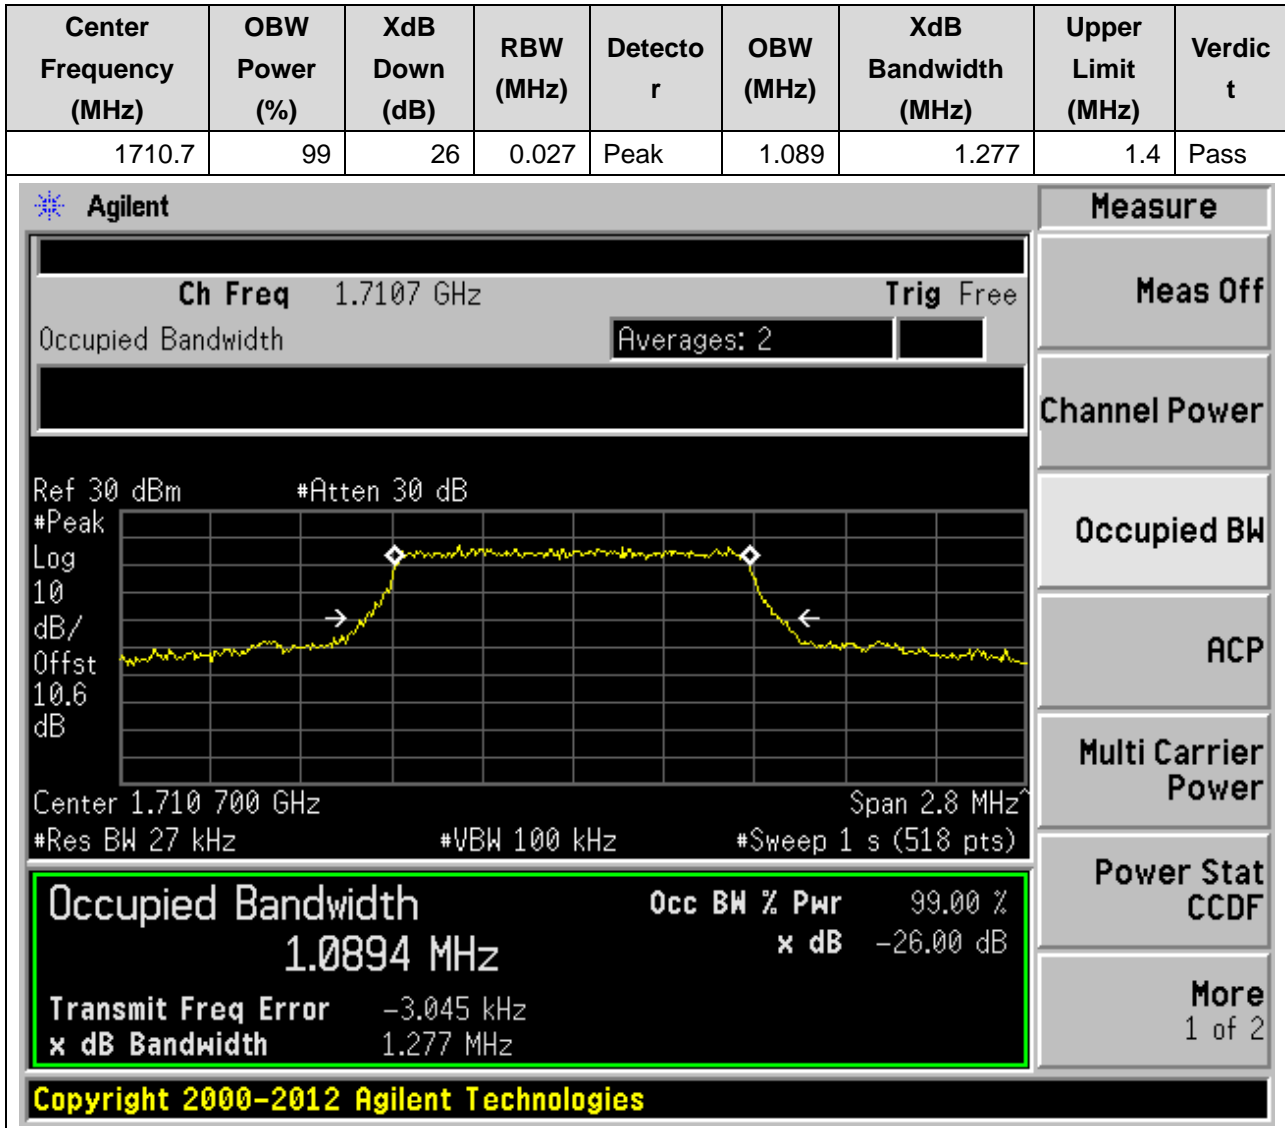 Center Frequency (MHz) OBW Power (%) XdB Down (dB) RBW (MHz) Detecto r OBW (MHz) XdB Bandwidth (MHz) Upper Limit (MHz) Verdic t
1710.7 99 26 0.027 Peak 1.089 1.277 1.4 Pass
Agilent
Measure
Ch Freq 1.7107 GHz Trig Free
Meas Off
Occupied Bandwidth Averages: 2
Channel Power
Ref 30 dBm #Atten 30 dB
#Peak
Log
10
dB/
Offst
10.6
dB
Occupied BW
ACP
Multi Carrier
Power
Center 1.710 700 GHz Span 2.8 MHz^
#Res BW 27 kHz #VBW 100 kHz #Sweep 1 s (518 pts)
Power Stat
CCDF
Occupied Bandwidth Occ BW % Pwr 99.00 %
1.0894 MHz x dB -26.00 dB
Transmit Freq Error -3.045 kHz
x dB Bandwidth 1.277 MHz
More
1 of 2
Copyright 2000-2012 Agilent Technologies